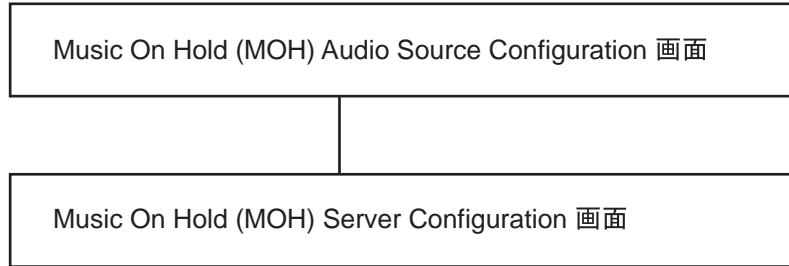 Music On Hold (MOH) Audio Source Configuration 画面
Music On Hold (MOH) Server Configuration 画面